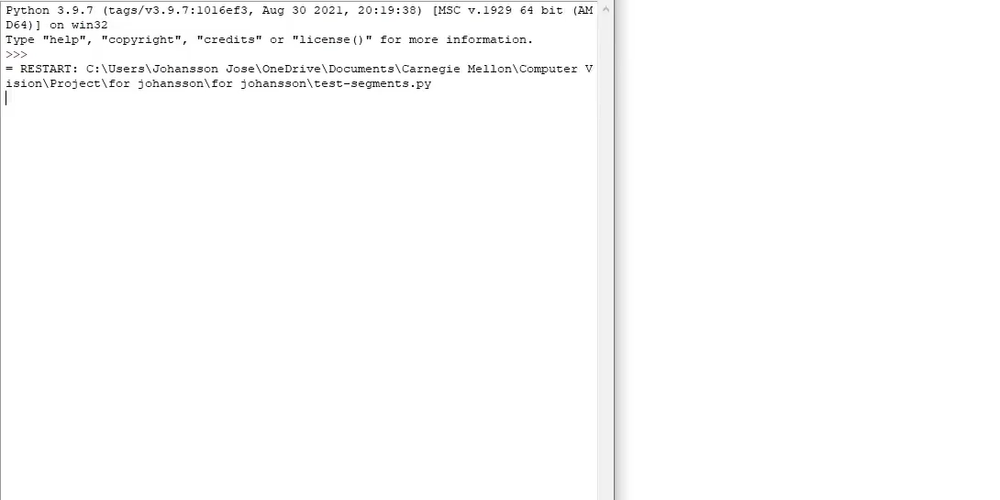 Python 3.9.7 (tags/v3.9.7:1016ef3, Aug 30 2021, 20:19:38) [MSC v.1929 64 bit (AM
D64)] on win32
Type "help", "copyright", "credits" or "license()" for more information.
>>>
= RESTART: C:\Users\Johansson Jose\OneDrive\Documents\Carnegie Mellon\Computer V
ision\Project\for johansson\for johansson\test-segments.py